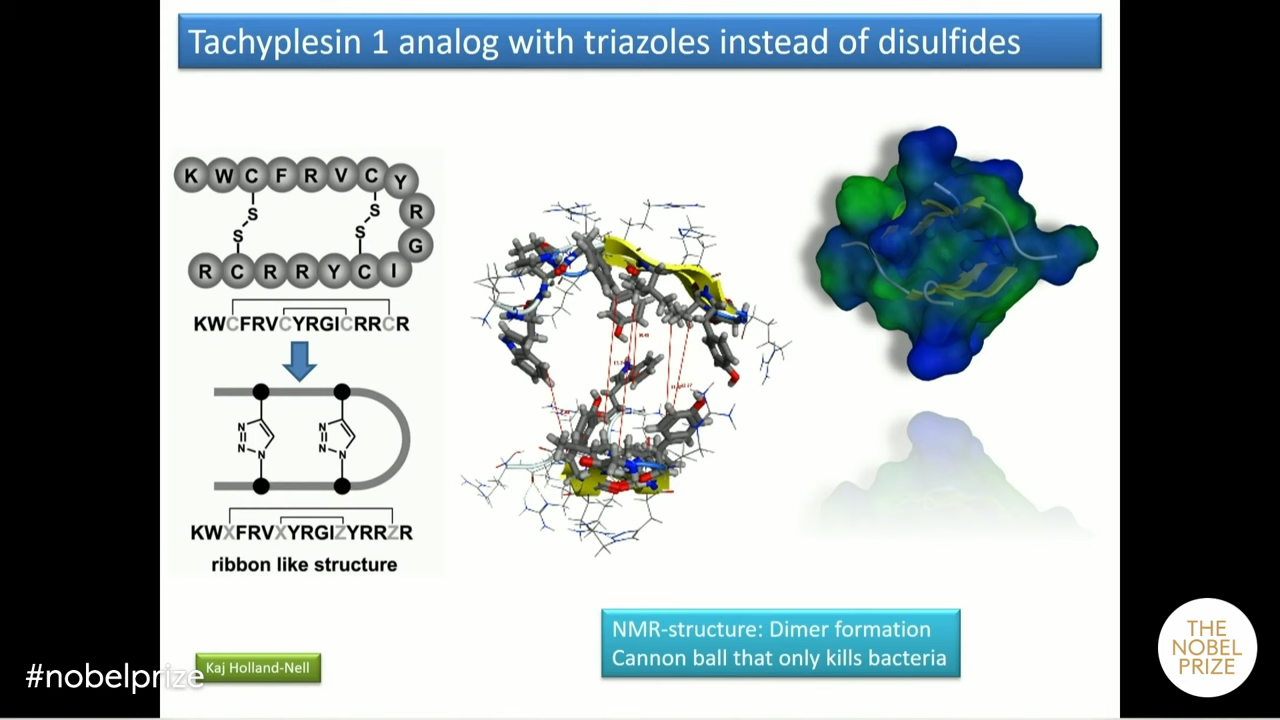 Tachyplesin 1 analog with triazoles instead of disulfides
K W C F R V C Y
R
G
S
S
S
S
R C R R Y C I
KWCFRVCYRGICRRCR
N
N
N
N
N
N
KWXFRVXYRGIZYRRZR
ribbon like structure
NMR-structure: Dimer formation
Cannon ball that only kills bacteria
Kaj Holland-Nell
#nobelprize
THE
NOBEL
PRIZE